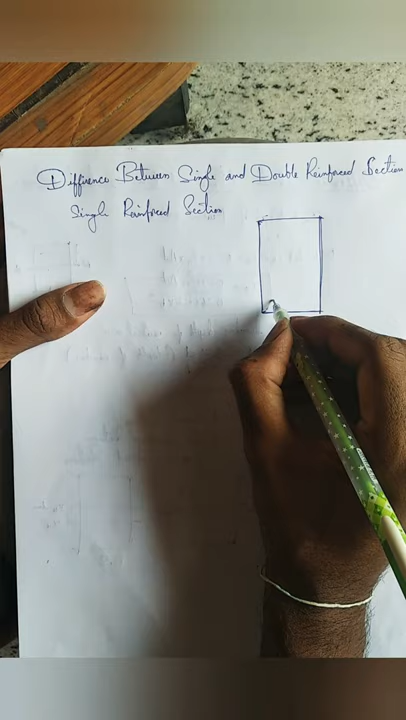 Difference Between Single and Double Reinforced Section
Single Reinforced Section